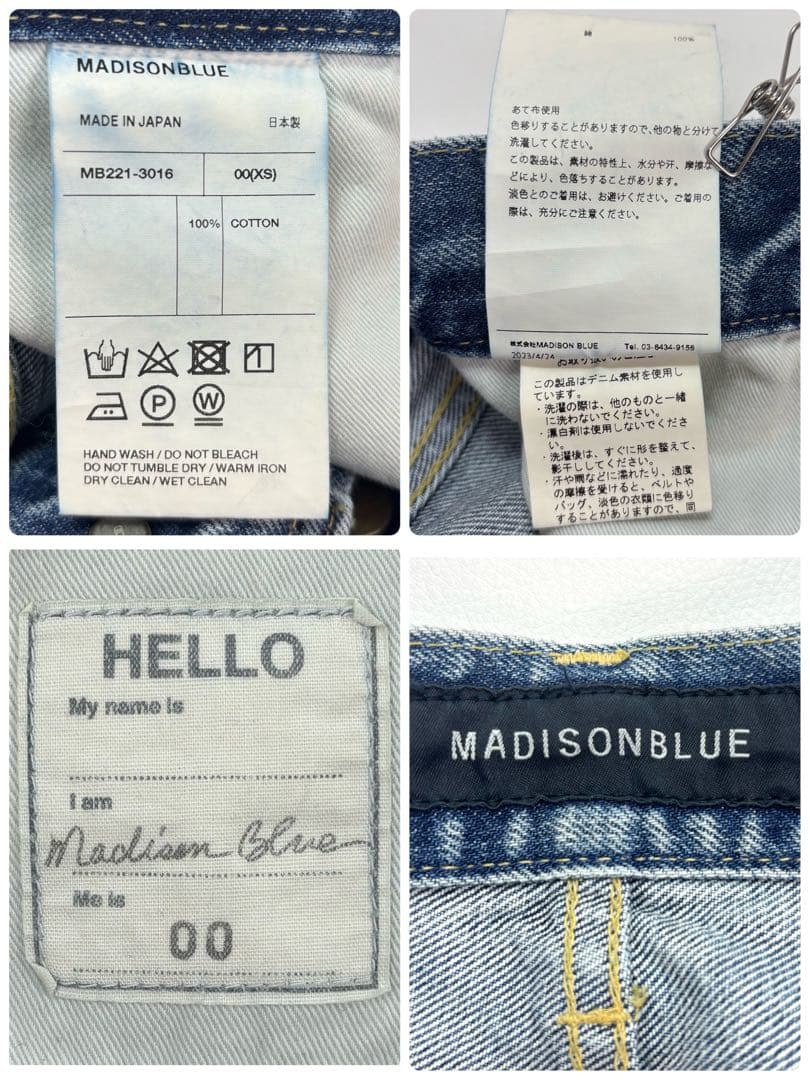 MADISONBLUE
MADE IN JAPAN 日本製
MB221-3016 00(XS)
100% COTTON
P W
HAND WASH / DO NOT BLEACH
DO NOT TUMBLE DRY / WARM IRON
DRY CLEAN / WET CLEAN
綿 100%
あて布使用
色移りすることがありますので、他の物と分けて
洗濯してください。
この製品は、素材の特性上、水分や汗、摩擦な
どにより、色落ちすることがあります。
淡色とのご着用は、お避けください。ご着用の
際は、充分にご注意ください。
株式会社MADISON BLUE Tel. 03-6434-9156
2023/4/24
この製品はデニム素材を使用し
ています。
・洗濯の際は、他のものと一緒
に洗わないでください。
・漂白剤は使用しないでくださ
い。
・洗濯後は、すぐに形を整えて、
影干ししてください。
・汗や雨などに濡れたり、過度
の摩擦を受けると、ベルトや
バッグ、淡色の衣類に色移り
することがありますので、同
HELLO
My name is
I am
Madison Blue
Me is
00
MADISONBLUE